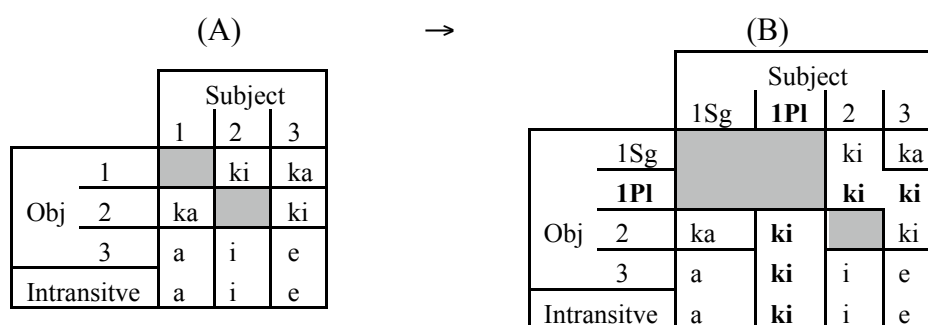 (A) → (B)
Subject
1 2 3
1 ki ka
Obj 2 ka ki
3 a i e
Intransitve a i e
Subject
1Sg 1Pl 2 3
1Sg ki ka
1Pl ki ki
Obj 2 ka ki ki
3 a ki i e
Intransitve a ki i e